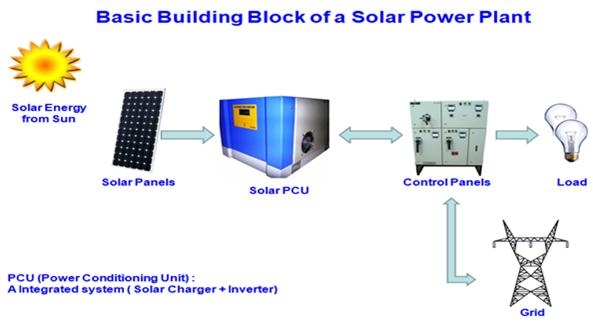 Basic Building Block of a Solar Power Plant
Solar Energy
from Sun
Solar Panels
Solar PCU
Control Panels
Load
PCU (Power Conditioning Unit) :
A Integrated system ( Solar Charger + Inverter)
Grid